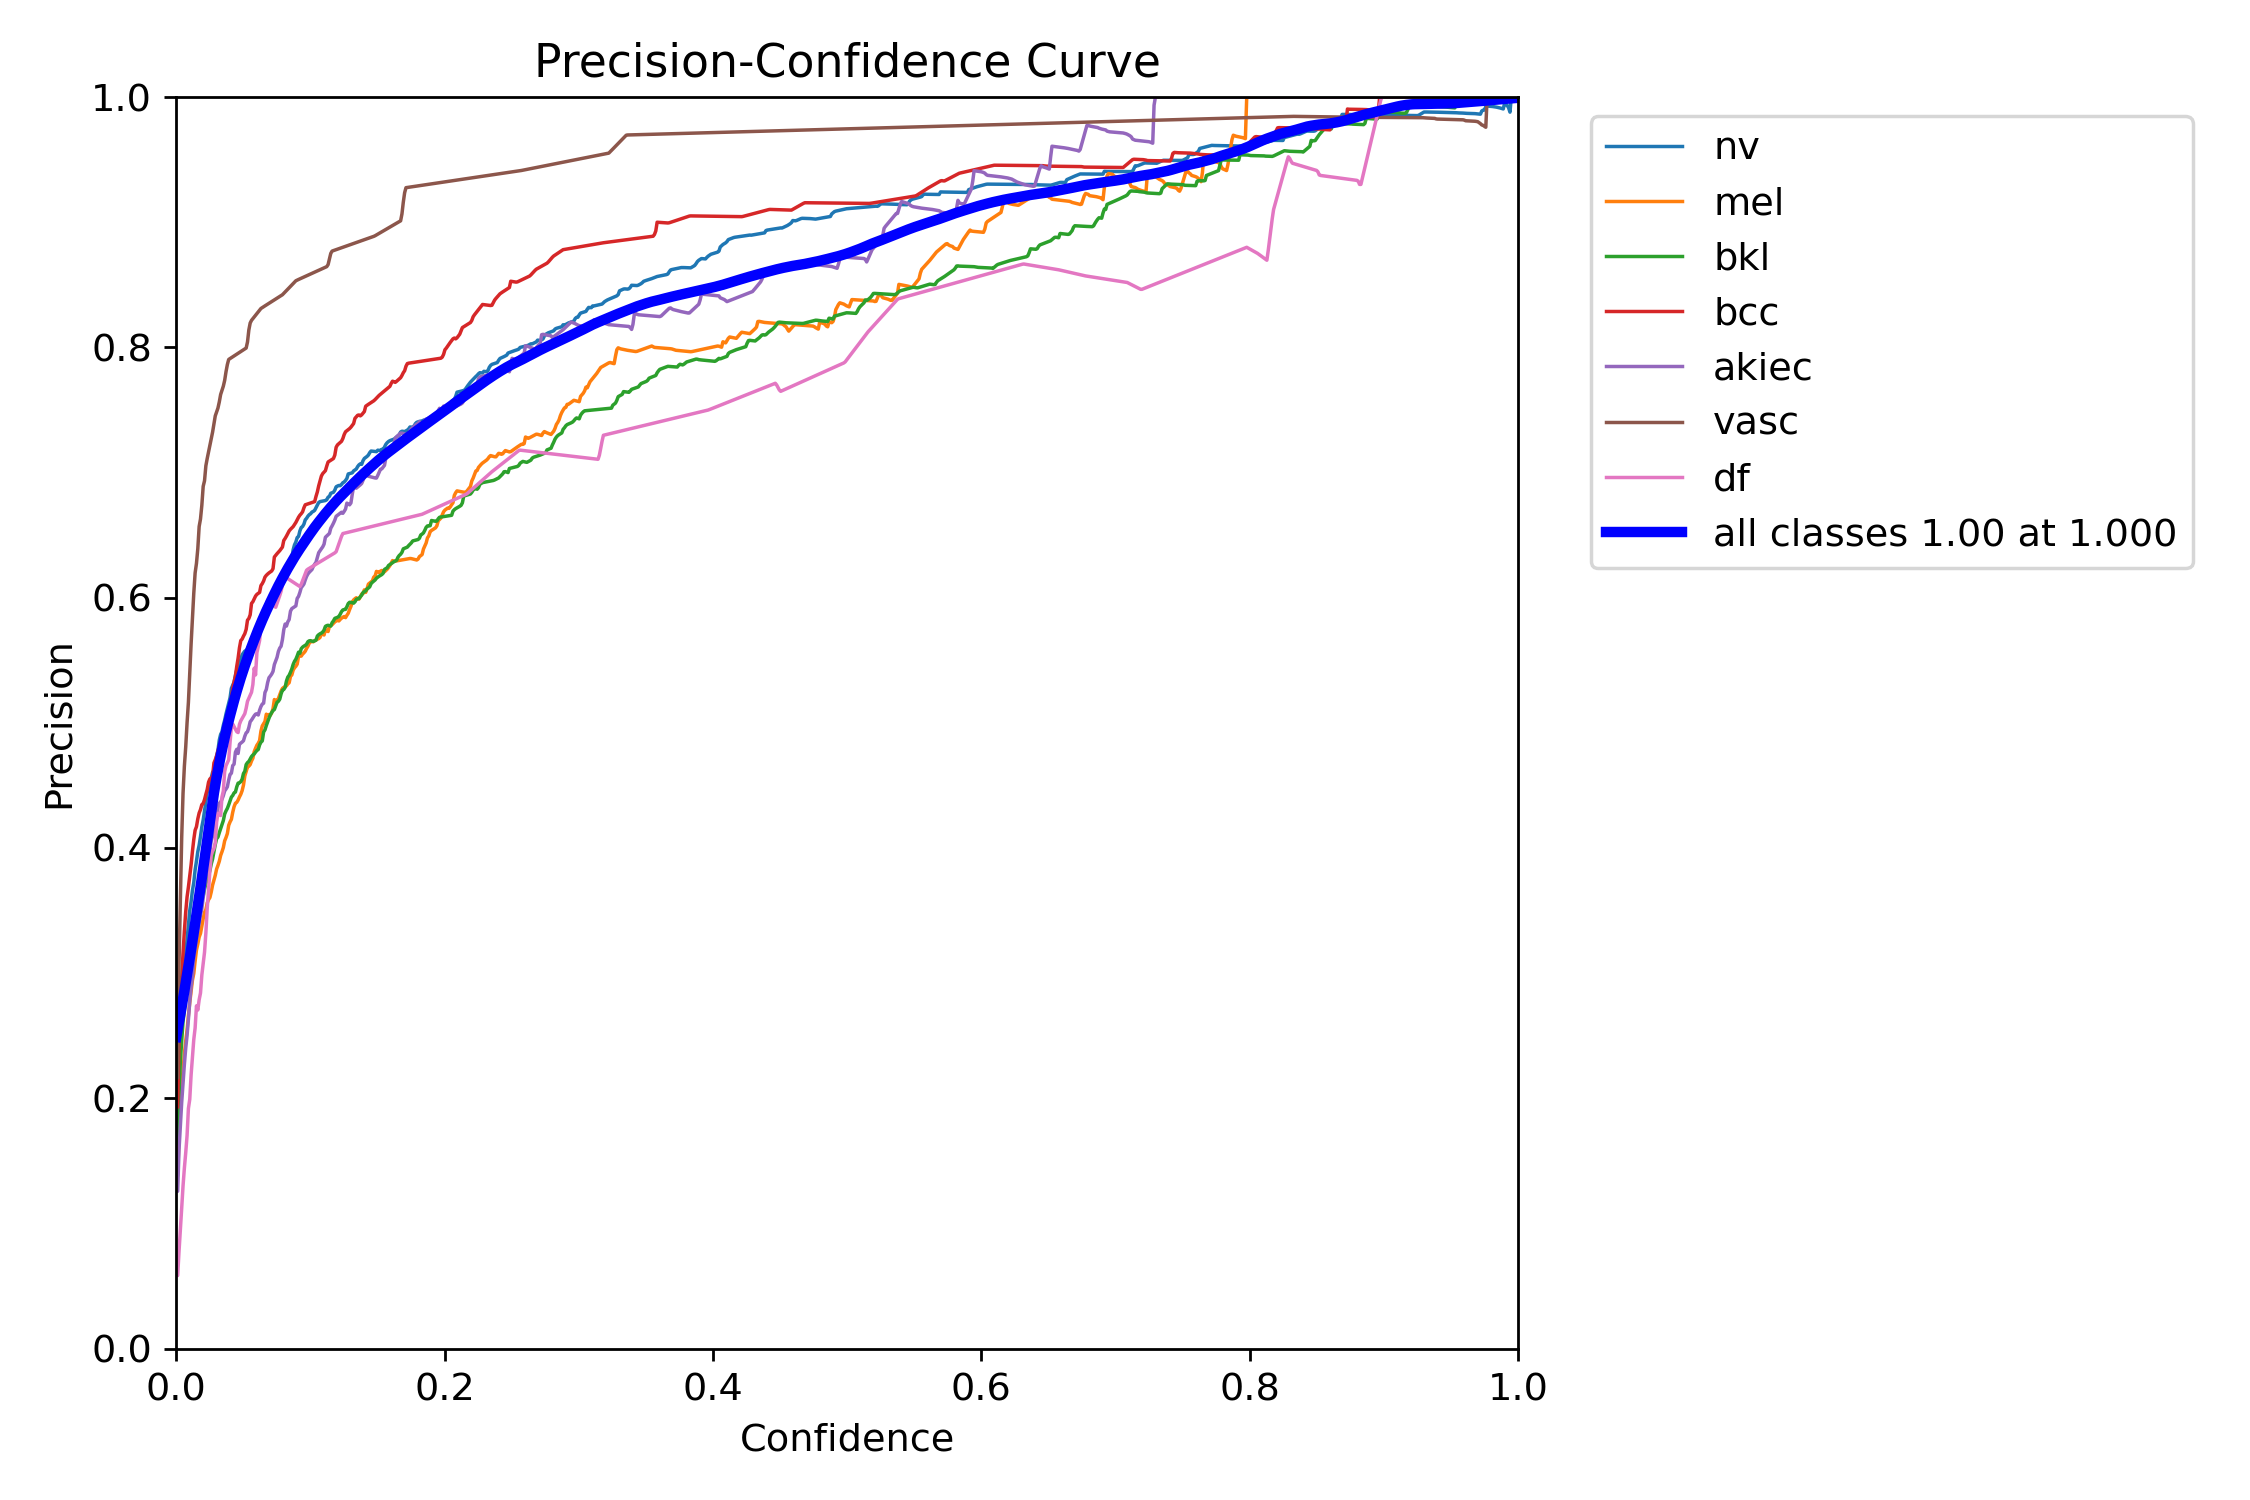 Precision-Confidence Curve
1.0
0.8
0.6
0.4
0.2
0.0
Precision
0.0 0.2 0.4 0.6 0.8 1.0
Confidence
nv
mel
bkl
bcc
akiec
vasc
df
all classes 1.00 at 1.000